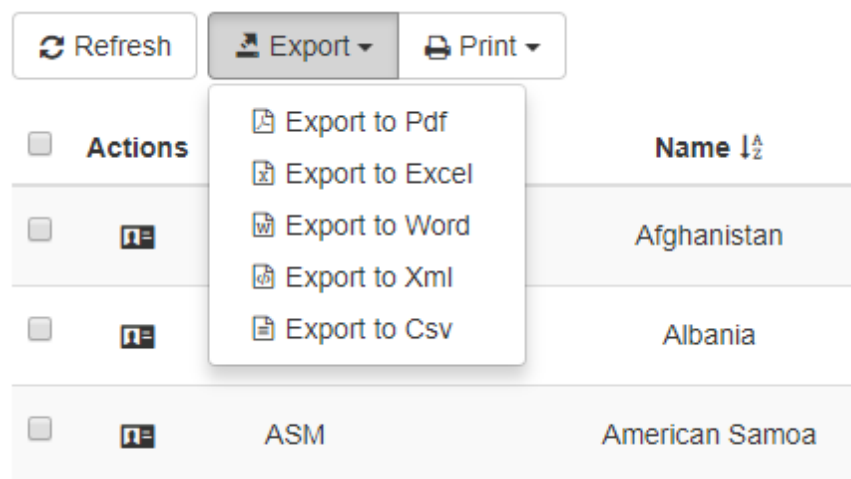 Refresh Export Print
Export to Pdf
Actions Name
Export to Excel
Export to Word
Afghanistan
Export to Xml
Export to Csv
Albania
ASM American Samoa